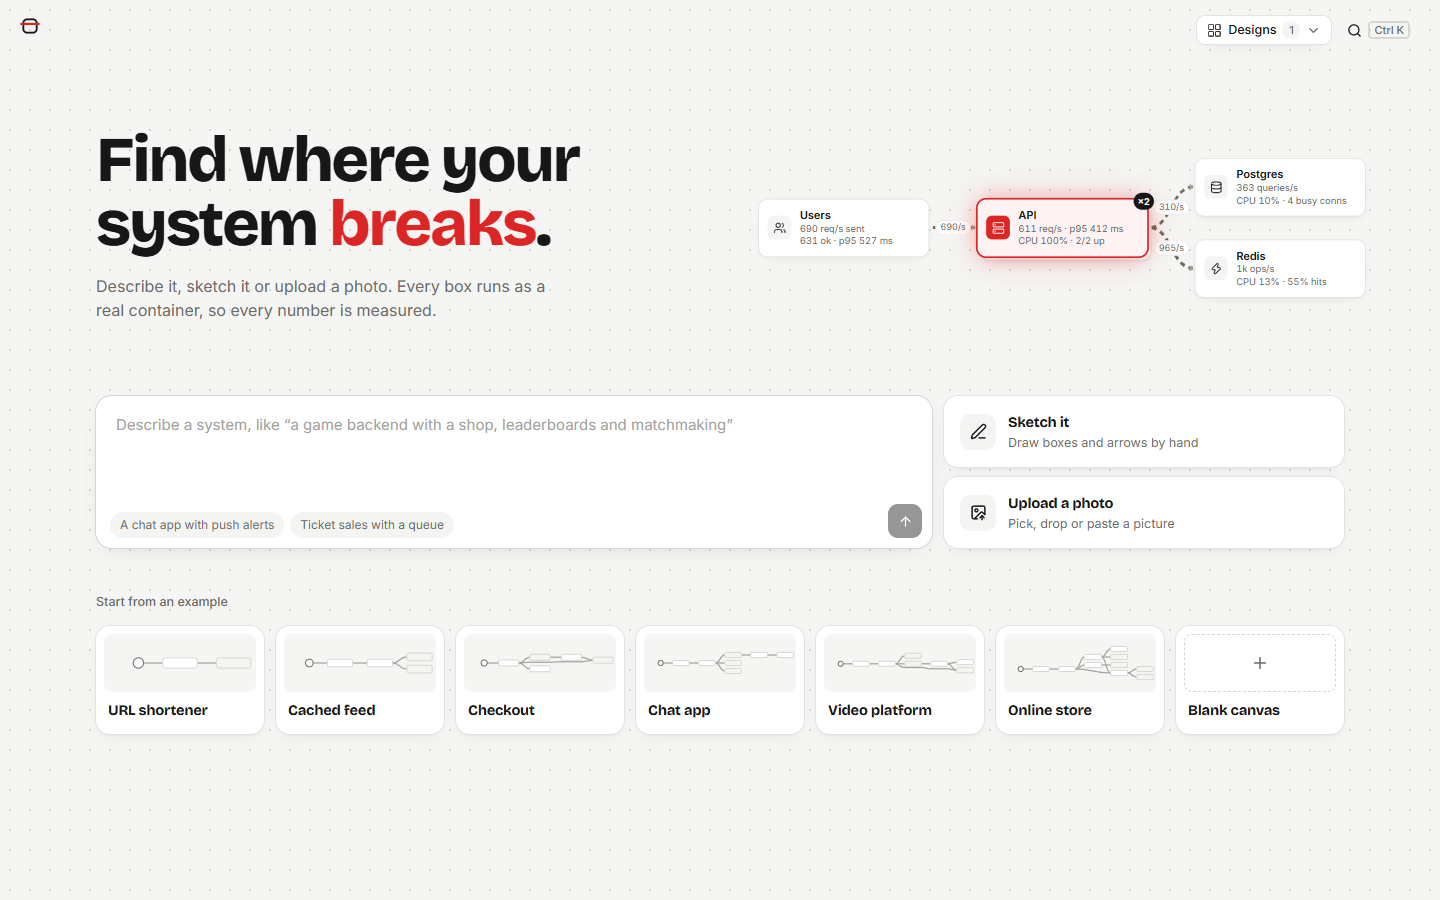 Designs 1
Ctrl K
Find where your
system breaks.
Describe it, sketch it or upload a photo. Every box runs as a
real container, so every number is measured.
Users
690 req/s sent
631 ok · p95 527 ms
690/s
×2
API
611 req/s · p95 412 ms
CPU 100% · 2/2 up
310/s
965/s
Postgres
363 queries/s
CPU 10% · 4 busy conns
Redis
1k ops/s
CPU 13% · 55% hits
Describe a system, like “a game backend with a shop, leaderboards and matchmaking”
A chat app with push alerts
Ticket sales with a queue
Sketch it
Draw boxes and arrows by hand
Upload a photo
Pick, drop or paste a picture
Start from an example
URL shortener
Cached feed
Checkout
Chat app
Video platform
Online store
Blank canvas